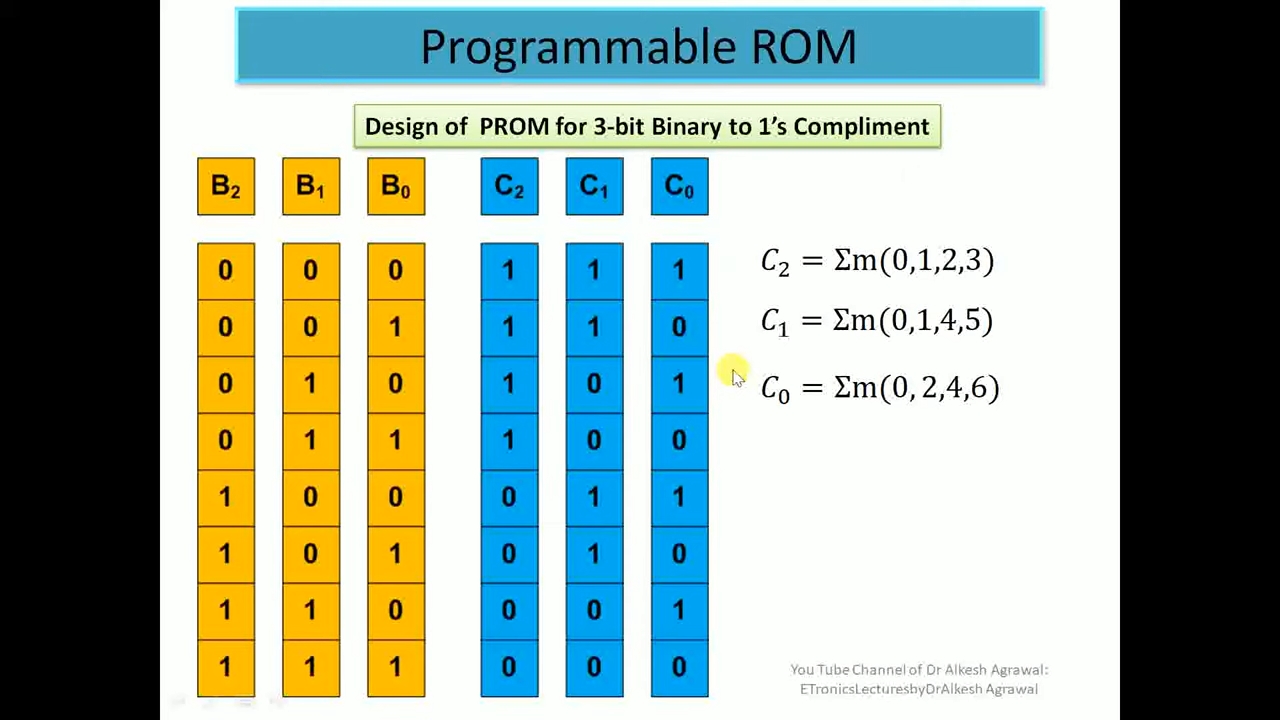 Programmable ROM
Design of PROM for 3-bit Binary to 1's Compliment
B₂ B₁ B₀ C₂ C₁ C₀
0 0 0 1 1 1
0 0 1 1 1 0
0 1 0 1 0 1
0 1 1 1 0 0
1 0 0 0 1 1
1 0 1 0 1 0
1 1 0 0 0 1
1 1 1 0 0 0
C₂ = Σm(0,1,2,3)
C₁ = Σm(0,1,4,5)
C₀ = Σm(0, 2,4,6)
You Tube Channel of Dr Alkesh Agrawal:
ETronicsLecturesbyDrAlkesh Agrawal